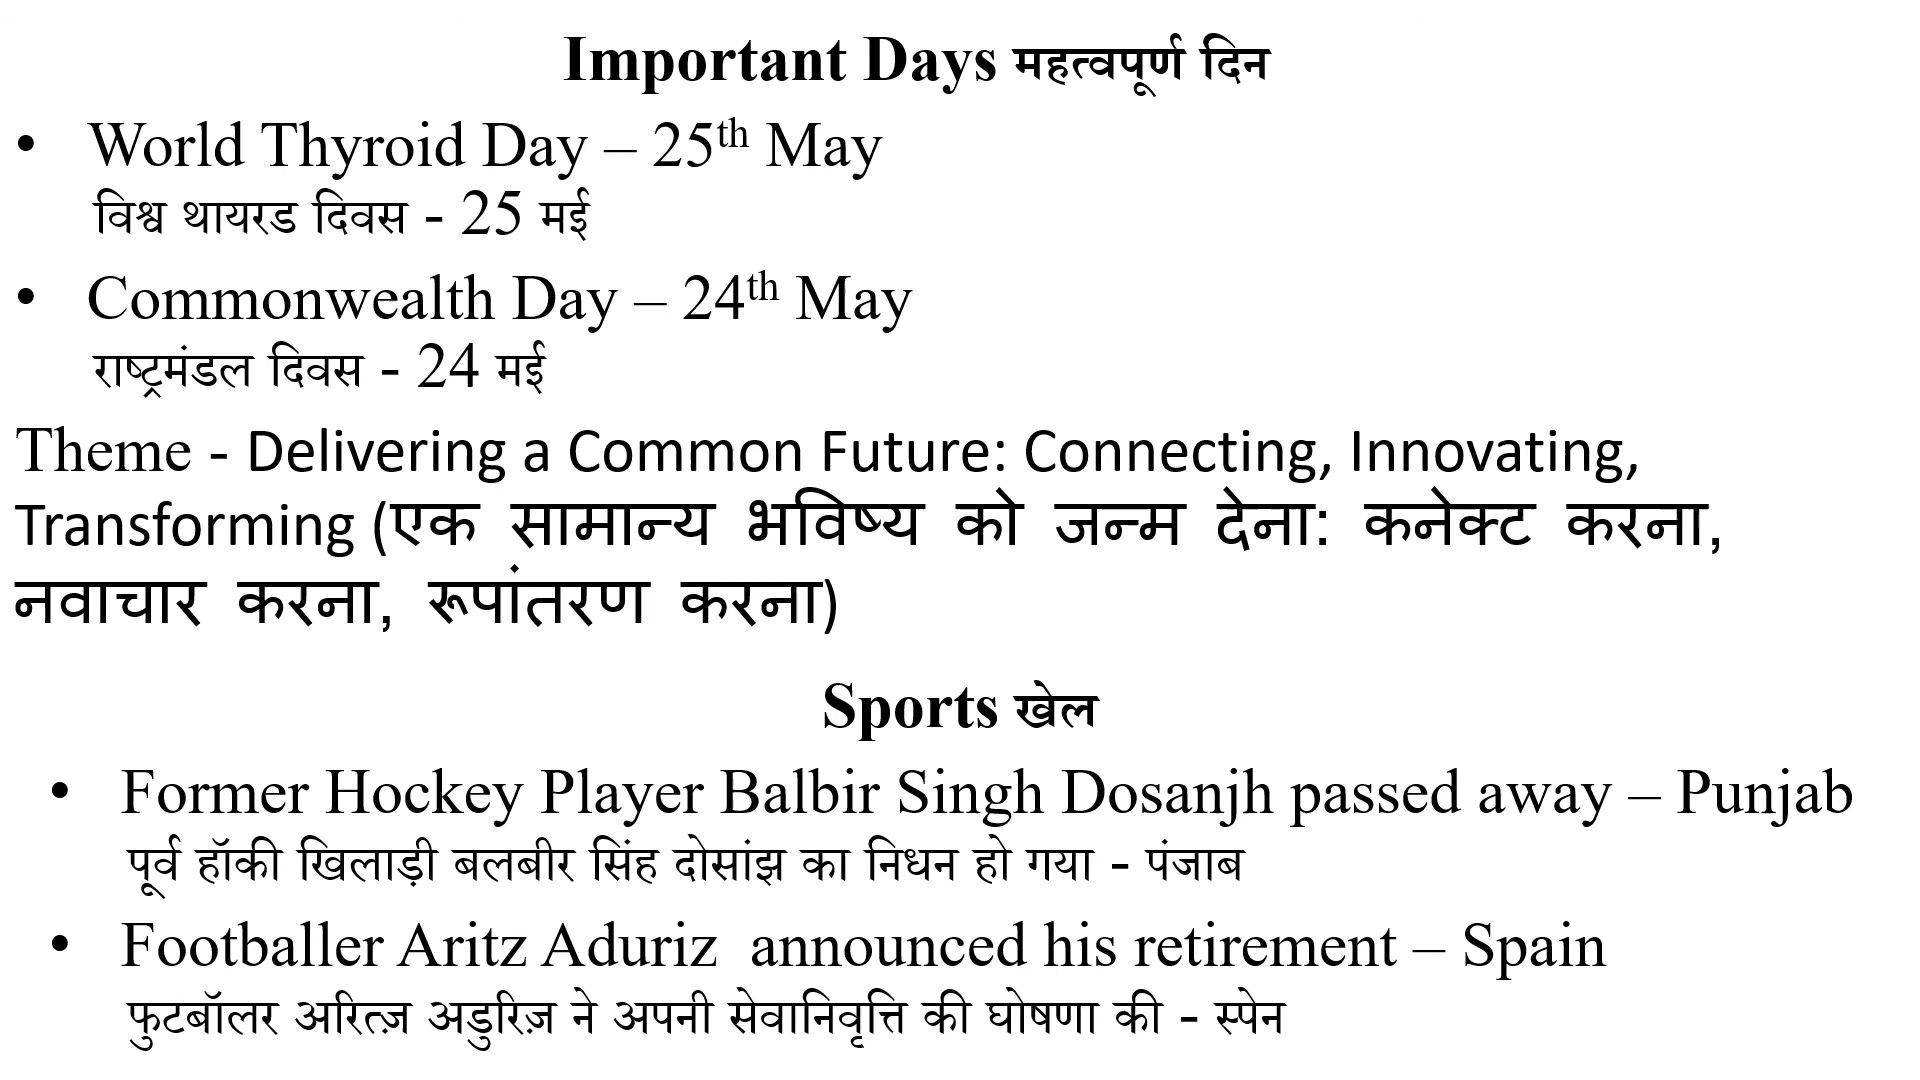 Important Days महत्वपूर्ण दिन
• World Thyroid Day – 25th May
विश्व थायरड दिवस - 25 मई
• Commonwealth Day – 24th May
राष्ट्रमंडल दिवस - 24 मई
Theme - Delivering a Common Future: Connecting, Innovating,
Transforming (एक सामान्य भविष्य को जन्म देना: कनेक्ट करना,
नवाचार करना, रूपांतरण करना)
Sports खेल
• Former Hockey Player Balbir Singh Dosanjh passed away – Punjab
पूर्व हॉकी खिलाड़ी बलबीर सिंह दोसांझ का निधन हो गया - पंजाब
• Footballer Aritz Aduriz  announced his retirement – Spain
फुटबॉलर अरित्ज़ अडुरिज़ ने अपनी सेवानिवृत्ति की घोषणा की - स्पेन